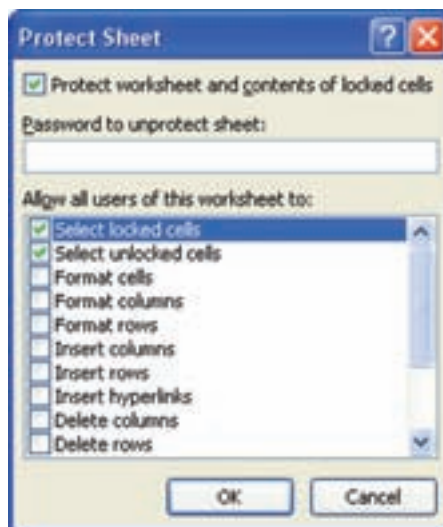 Protect Sheet
Protect worksheet and contents of locked cells
Password to unprotect sheet:
Allow all users of this worksheet to:
Select locked cells
Select unlocked cells
Format cells
Format columns
Format rows
Insert columns
Insert rows
Insert hyperlinks
Delete columns
Delete rows
OK Cancel